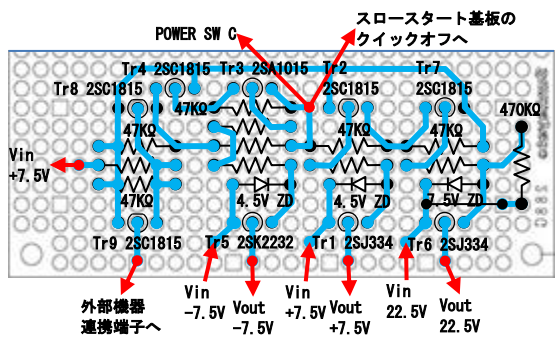 スロースタート基板の
POWER SW C
クイックオフへ
Tr4 2SC1815 Tr3 2SA1015 Tr2 Tr7
Tr8 2SC1815 2SC1815 2SC1815
47KΩ 470KΩ
47KΩ 47KΩ 47KΩ
Vin
+7.5V
47KΩ 4.5V ZD 4.5V ZD 7.5V ZD
Tr9 2SC1815 Tr5 2SK2232 Tr1 2SJ334 Tr6 2SJ334
外部機器
連携端子へ
Vin
-7.5V
Vout
-7.5V
Vin
+7.5V
Vout
+7.5V
Vin
22.5V
Vout
22.5V